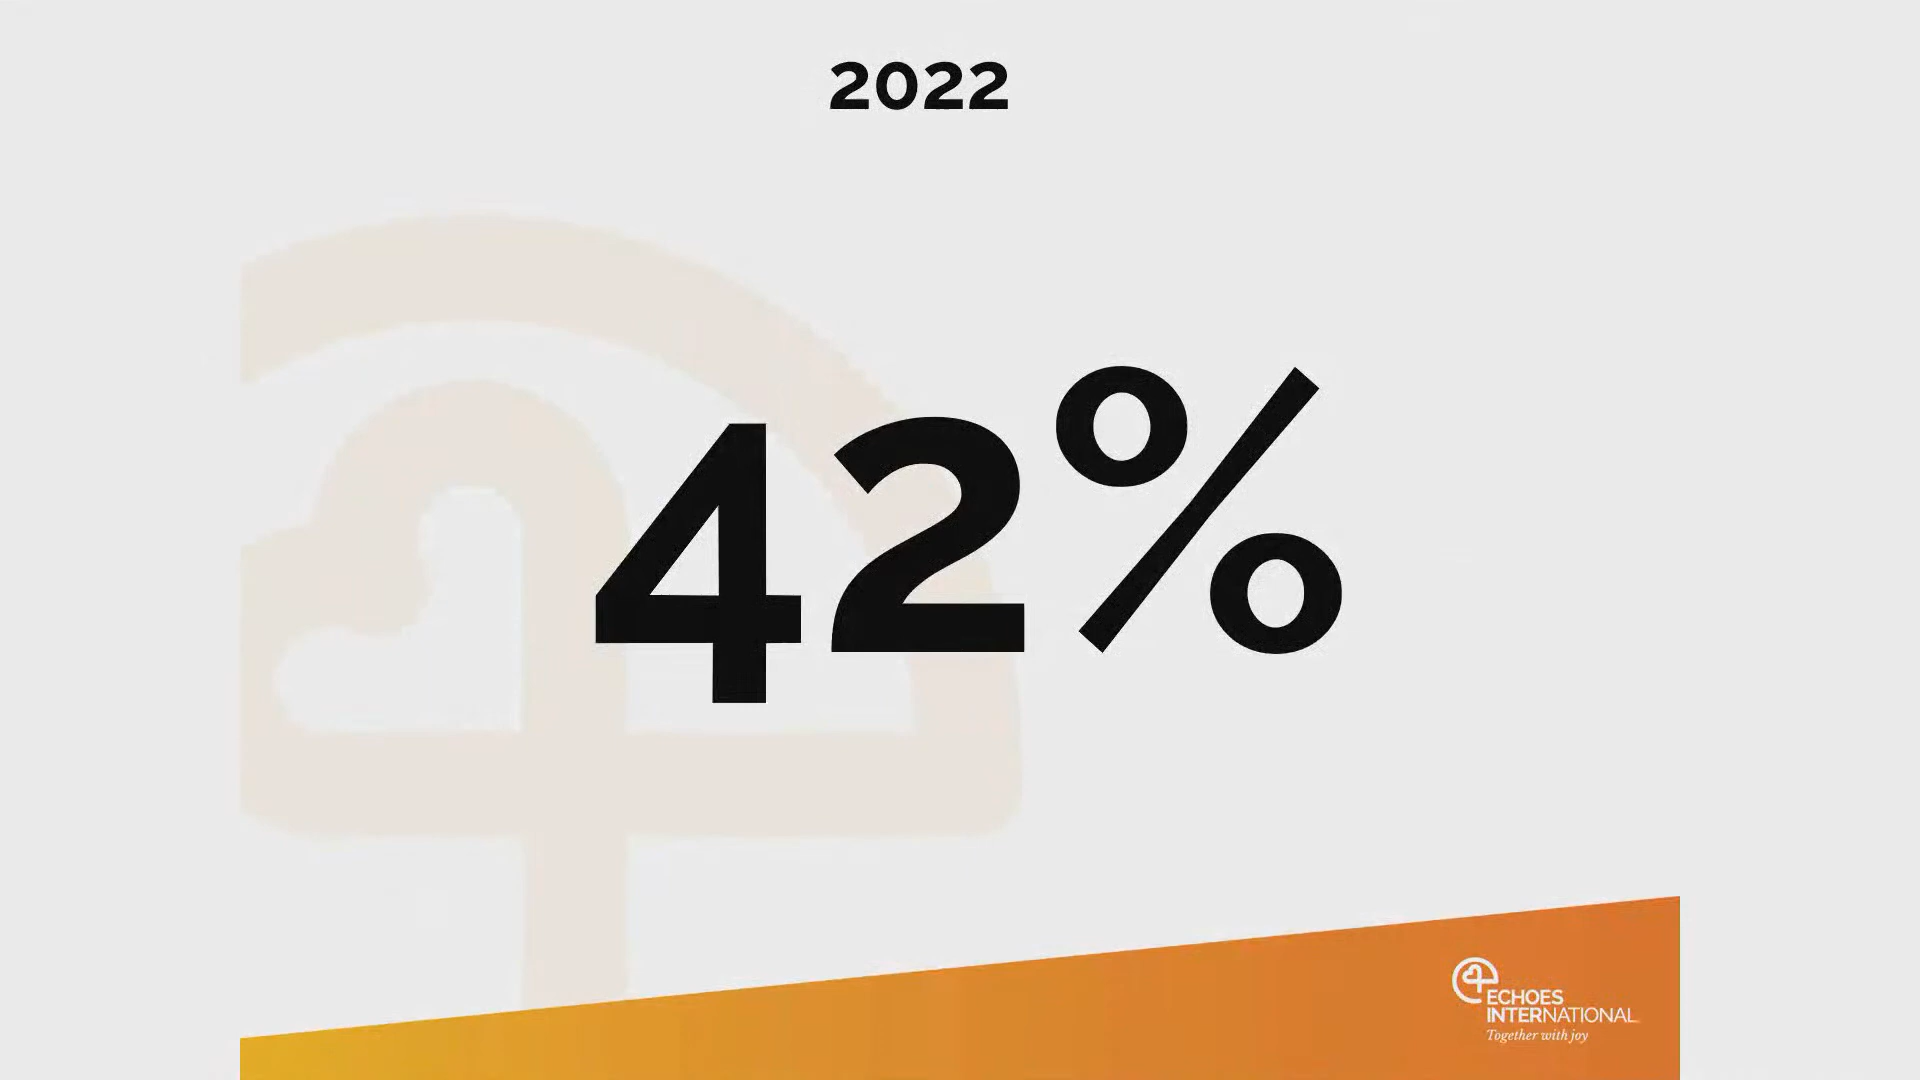 2022
42%
ECHOES
INTERNATIONAL
Together with joy